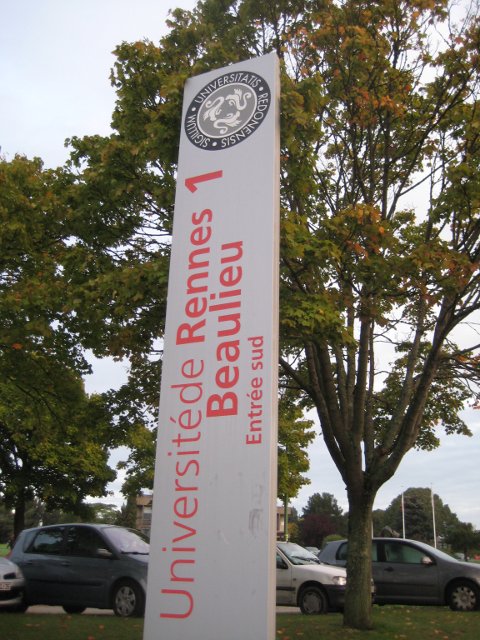 SIGILLUM • UNIVERSITATIS • REDONENSIS •
Université de Rennes 1
Beaulieu
Entrée sud